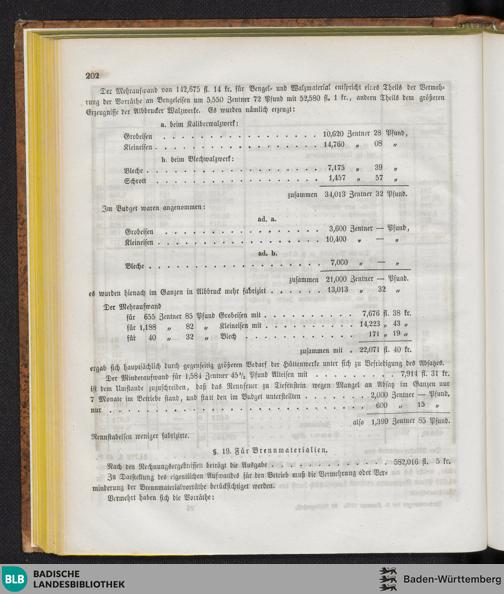 202
Der Mehraufwand von 142,675 fl. 14 kr. für Bengel- und Walzmaterial entspricht eines Theils der Vermeh-
rung der Vorräthe an Bengeleisen um 5,550 Zentner 72 Pfund mit 52,580 fl. 1 kr., andern Theils dem größeren
Erzeugnisse der Albbrucker Walzwerke. Es wurden nämlich erzeugt:
a. beim Kaliberwalzwerk:
Grobeisen . . . . . . . . . . . . . . . . . 10,620 Zentner 28 Pfund,
Kleineisen . . . . . . . . . . . . . . . . . 14,760 „ 08 „
b. beim Blechwalzwerk:
Bleche . . . . . . . . . . . . . . . . . 7,175 „ 39 „
Schrott . . . . . . . . . . . . . . . . . 1,457 „ 57 „
zusammen 34,013 Zentner 32 Pfund.
Im Budget waren angenommen:
ad. a.
Grobeisen . . . . . . . . . . . . . . . . . 3,600 Zentner — Pfund,
Kleineisen . . . . . . . . . . . . . . . . . 10,400 „ — „
ad. b.
Bleche . . . . . . . . . . . . . . . . . 7,000 „ — „
zusammen 21,000 Zentner — Pfund.
es wurden hienach im Ganzen in Albbruck mehr fabrizirt . . . . . . 13,013 „ 32 „
Der Mehraufwand
für 655 Zentner 85 Pfund Grobeisen mit . . . . . . . . . . 7,676 fl. 38 kr.
für 1,188 „ 82 „ Kleineisen mit . . . . . . . . . . 14,223 „ 43 „
für 40 „ 32 „ Blech . . . . . . . . . . 171 „ 19 „
zusammen mit . 22,071 fl. 40 kr.
ergab sich hauptsächlich durch gegenseitig größeren Bedarf der Hüttenwerke unter sich zu Befriedigung des Absatzes.
Der Minderaufwand für 1,584 Zentner 45½ Pfund Alteisen mit . . . . . . . . 7,914 fl. 31 kr.
ist dem Umstande zuzuschreiben, daß das Rennfeuer zu Tiefenstein wegen Mangel an Absatz im Ganzen nur
7 Monate im Betriebe stand, und statt den im Budget unterstellten . . . . . . . 2,000 Zentner — Pfund,
nur . . . . . . . . . . . . . . . . . . . . 600 „ 15 „
also 1,399 Zentner 85 Pfund.
Rennstabeisen weniger fabrizirte.
§. 19. Für Brennmaterialien.
Nach den Rechnungsergebnissen beträgt die Ausgabe . . . . . . . . . . . . 582,016 fl. 5 kr.
Zu Darstellung des eigentlichen Aufwandes für den Betrieb muß die Vermehrung oder Ver-
minderung der Brennmaterialvorräthe berücksichtiget werden.
Vermehrt haben sich die Vorräthe:
BLB BADISCHE
LANDESBIBLIOTHEK
Baden-Württemberg